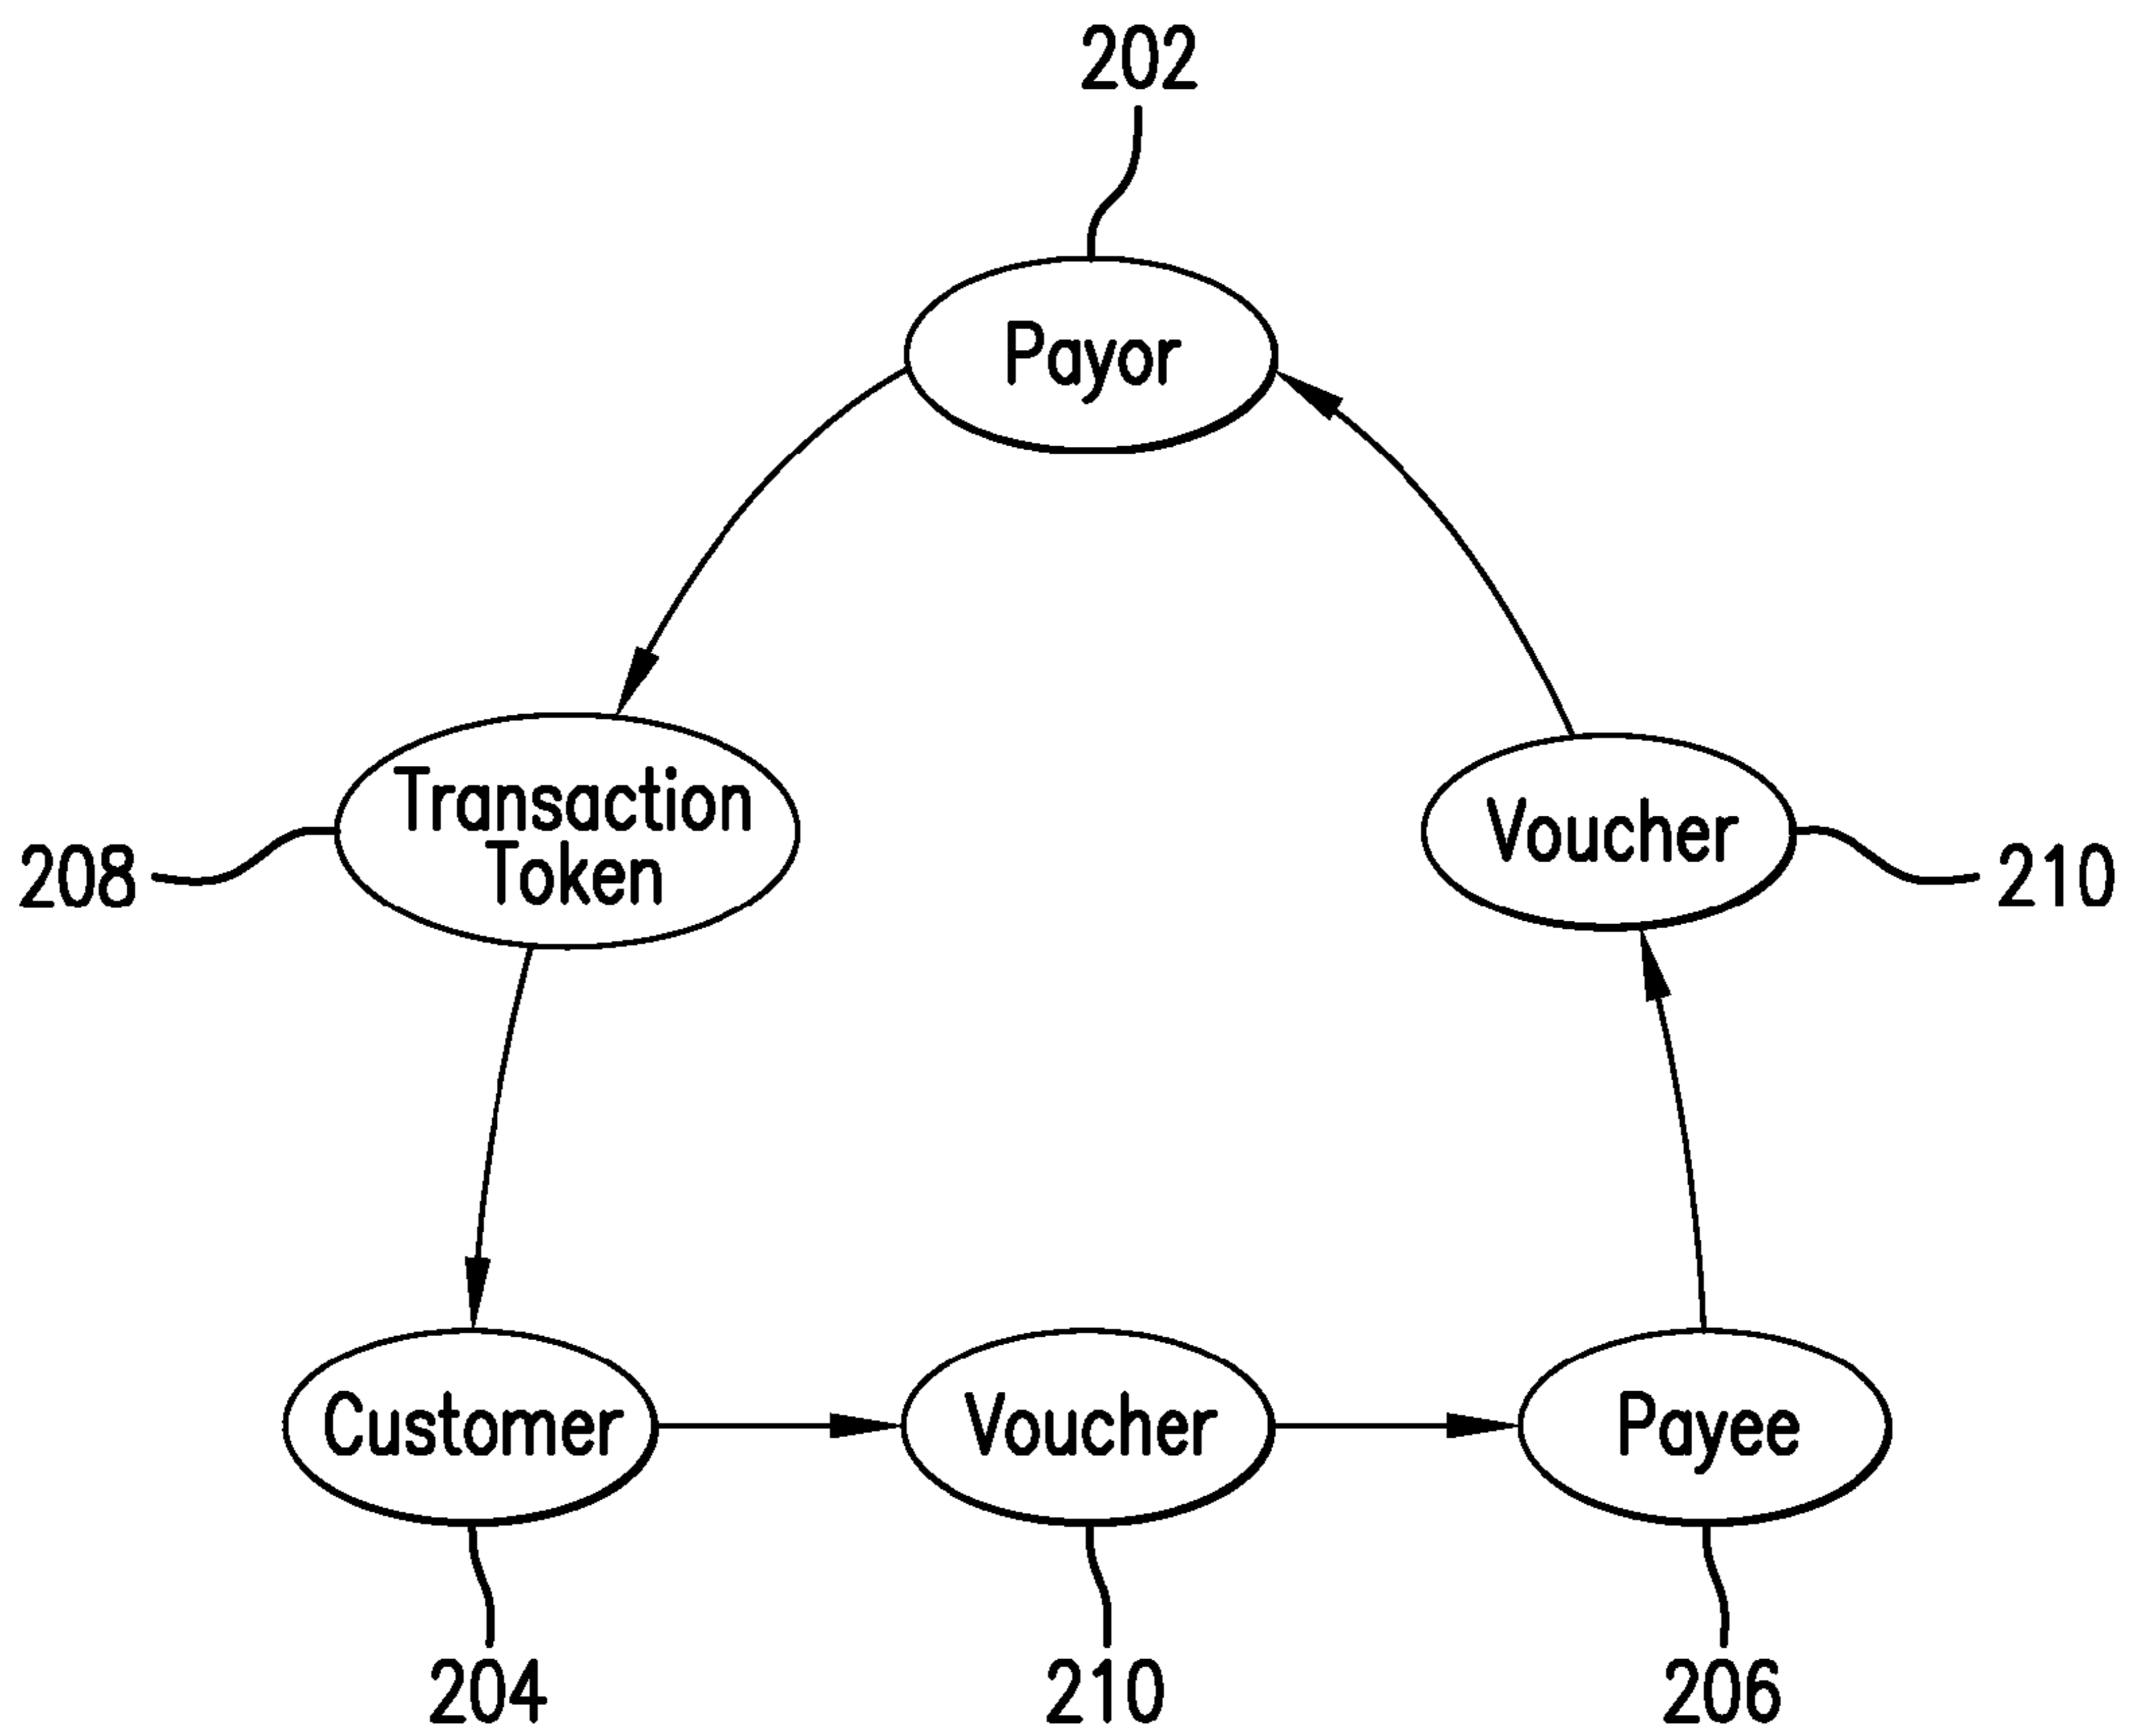 202
Payor
Transaction
Token
Voucher
208
210
Customer
Voucher
Payee
204
210
206